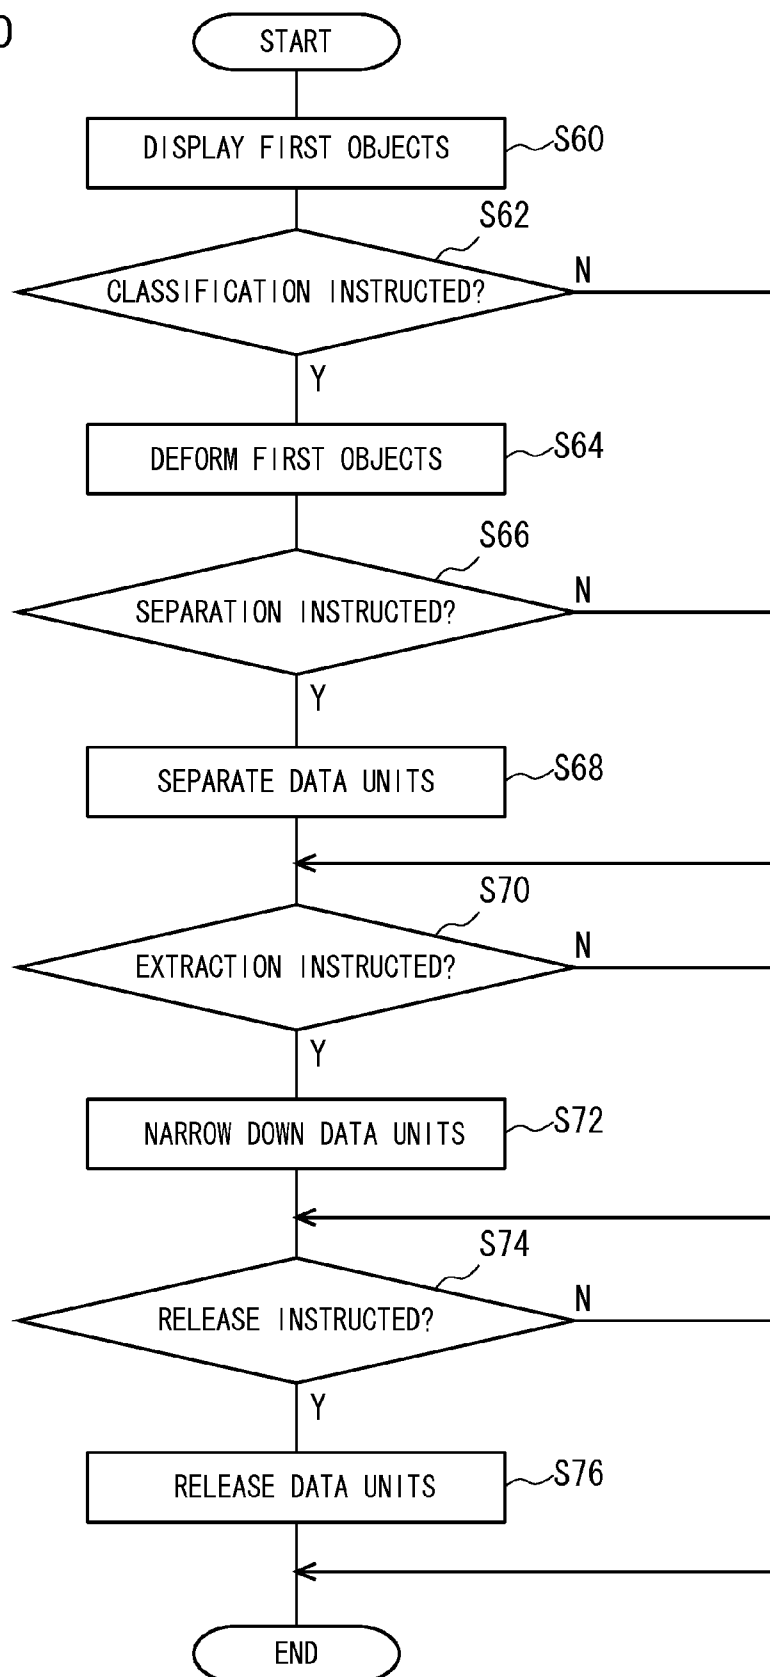 START
DISPLAY FIRST OBJECTS
S60
S62
CLASSIFICATION INSTRUCTED?
N
Y
DEFORM FIRST OBJECTS
S64
S66
SEPARATION INSTRUCTED?
N
Y
SEPARATE DATA UNITS
S68
S70
EXTRACTION INSTRUCTED?
N
Y
NARROW DOWN DATA UNITS
S72
S74
RELEASE INSTRUCTED?
N
Y
RELEASE DATA UNITS
S76
END